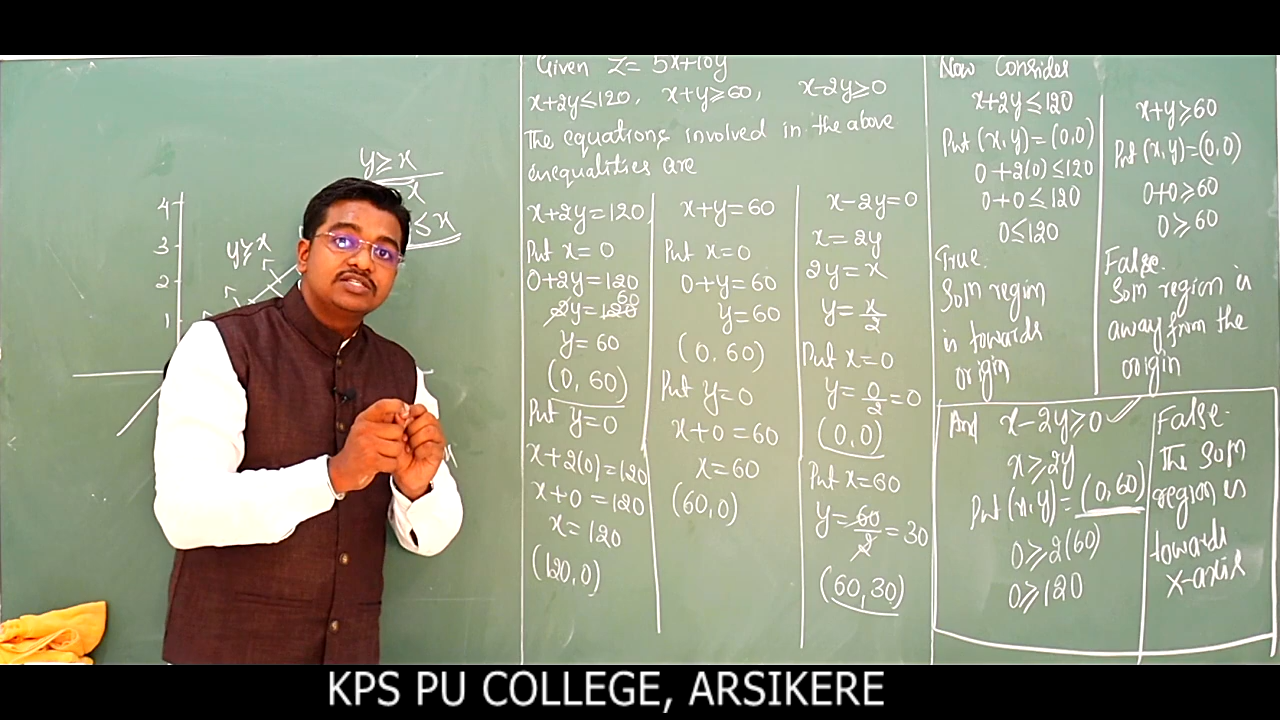 y≥x
x
≤x
4
3
2
1
y≥x
Given Z= 5x+10y
x+2y≤120, x+y≥60, x-2y≥0
The equations involved in the above
inequalities are
x+2y=120,
Put x=0
0+2y=120
2y=120
60
y=60
(0, 60)
Put y=0
x+2(0)=120
x+0=120
x=120
(120,0)
x+y=60
Put x=0
0+y=60
y=60
(0,60)
Put y=0
x+0=60
x=60
(60,0)
x-2y=0
x=2y
2y=x
y=x/2
Put x=0
y=0/2=0
(0,0)
Put x=60
y=60/2=30
(60,30)
Now Consider
x+2y≤120
Put (x,y)=(0,0)
0+2(0)≤120
0+0≤120
0≤120
True.
Soln region
is towards
origin
x+y≥60
Put (x,y)=(0,0)
0+0≥60
0≥60
False.
Soln region is
away from the
origin
And x-2y≥0 ✓
x≥2y
Put (x,y)=(0,60)
0≥2(60)
0≥120
False.
The Soln
region is
towards
x-axis
KPS PU COLLEGE, ARSIKERE